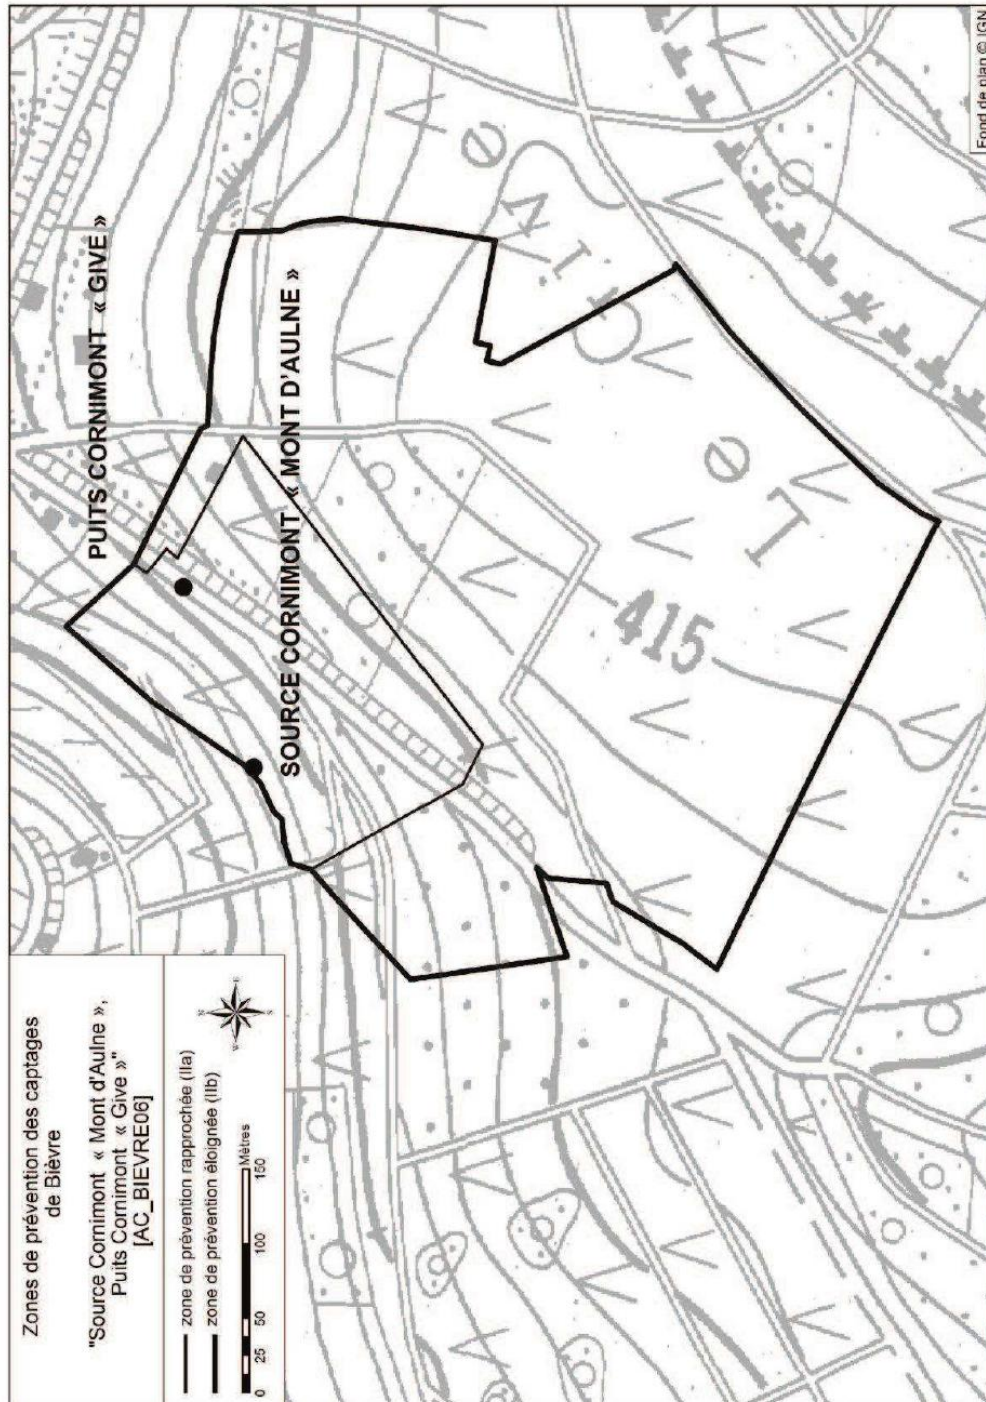 Zones de prévention des captages
de Bièvre
"Source Cornimont « Mont d'Aulne »,
Puits Cornimont « Give »"
[AC_BIEVRE06]
zone de prévention rapprochée (IIa)
zone de prévention éloignée (IIb)
0 25 50 100 150
Mètres
PUITS CORNIMONT « GIVE »
SOURCE CORNIMONT « MONT D'AULNE »
415
Fond de plan © IGN